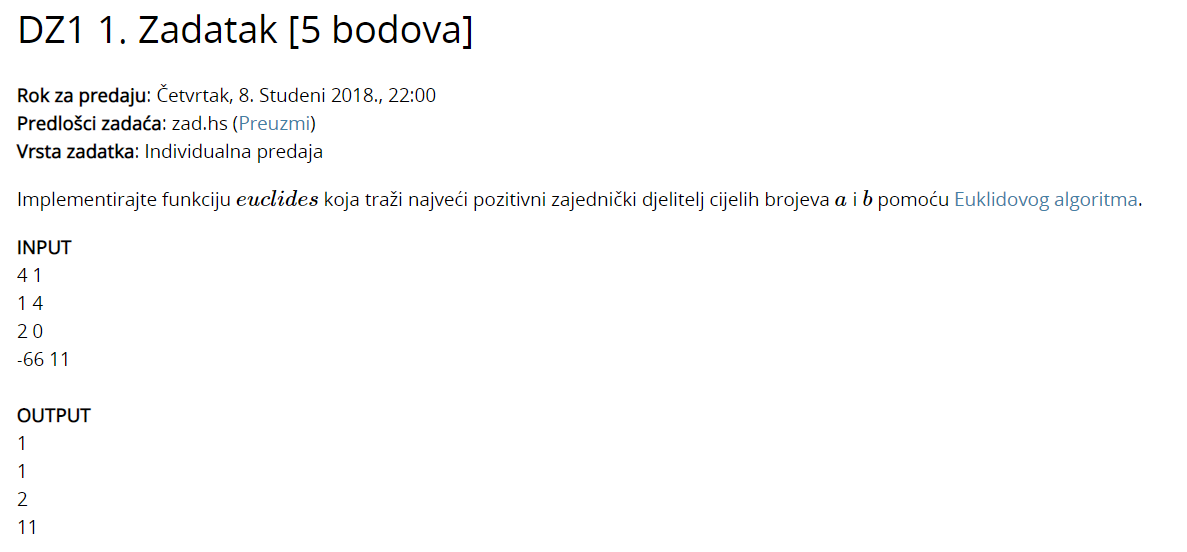 DZ1 1. Zadatak [5 bodova]
Rok za predaju: Četvrtak, 8. Studeni 2018., 22:00
Predlošci zadaća: zad.hs (Preuzmi)
Vrsta zadatka: Individualna predaja
Implementirajte funkciju euclides koja traži najveći pozitivni zajednički djelitelj cijelih brojeva a i b pomoću Euklidovog algoritma.
INPUT
4 1
1 4
2 0
-66 11
OUTPUT
1
1
2
11